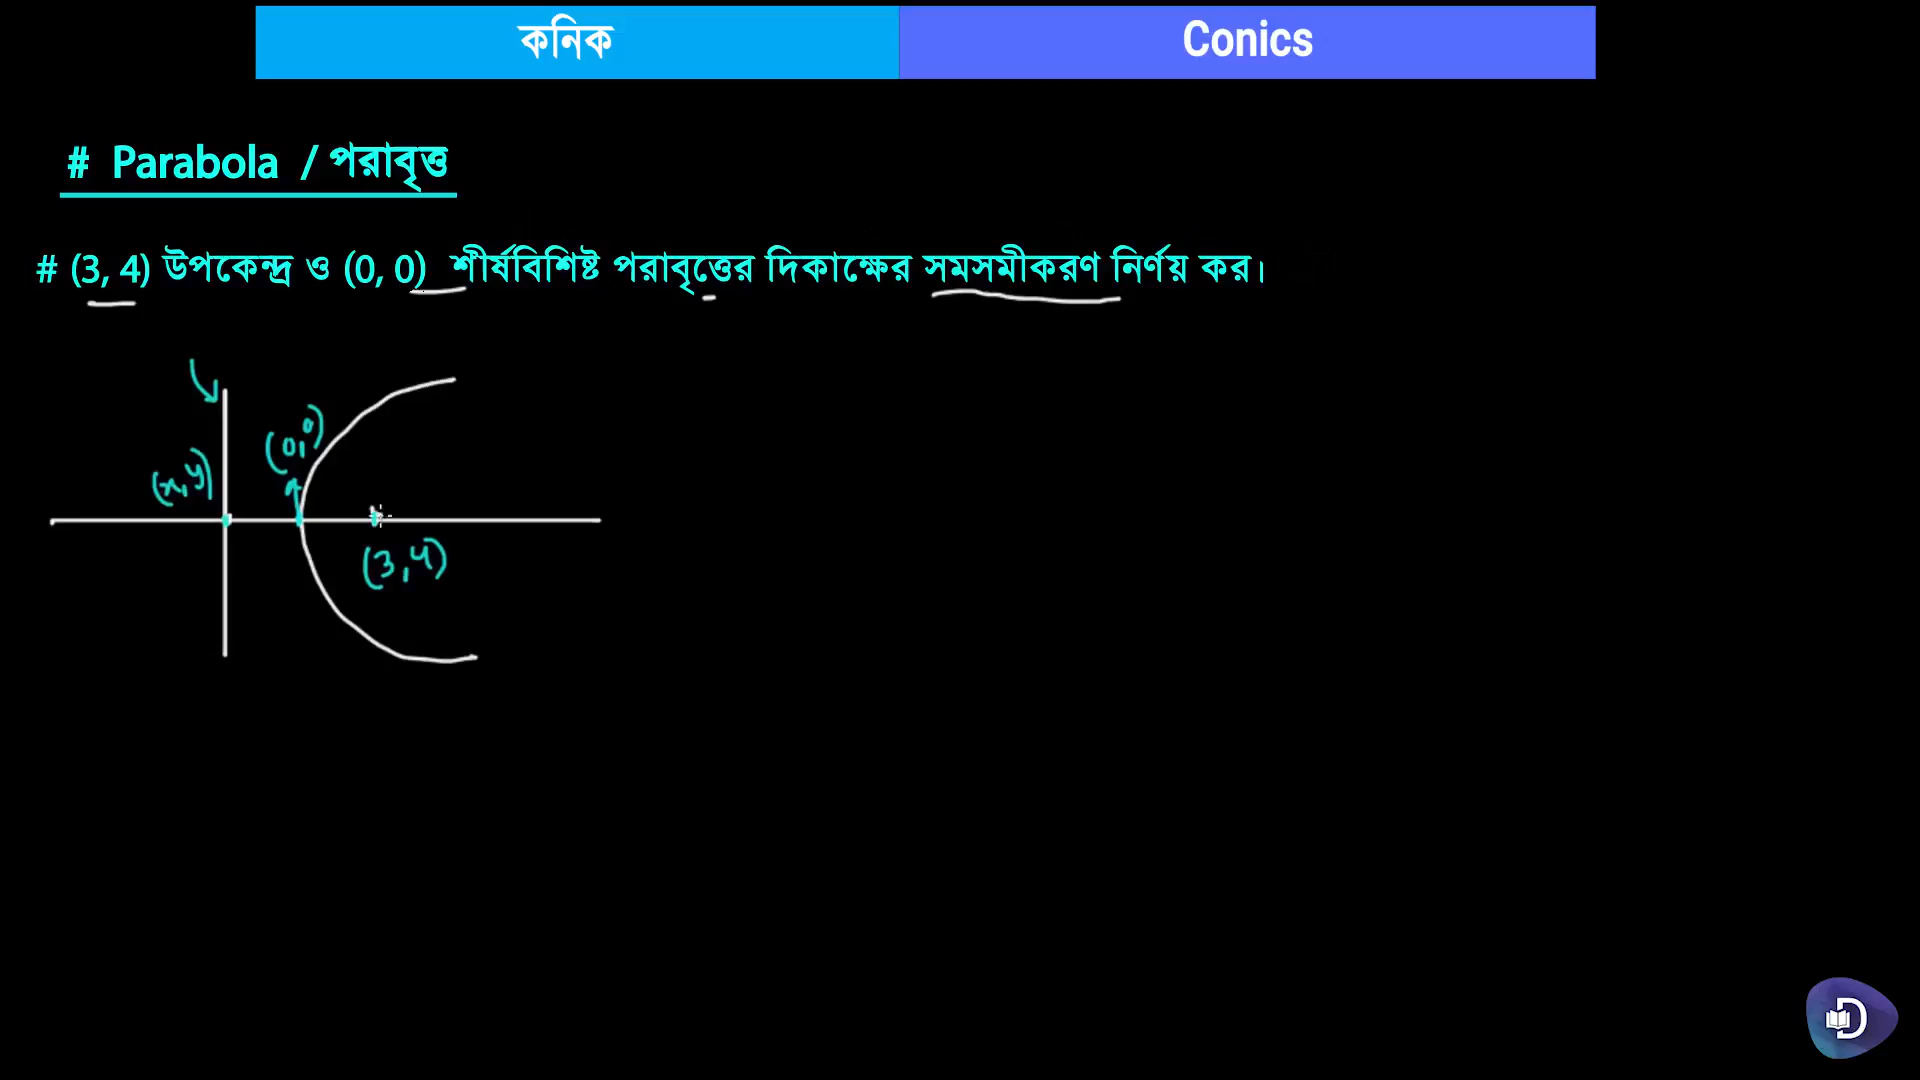 কনিক
Conics
# Parabola / পরাবৃত্ত
# (3, 4) উপকেন্দ্র ও (0, 0) শীর্ষবিশিষ্ট পরাবৃত্তের দিকাক্ষের সমসমীকরণ নির্ণয় কর।
(0,0)
(x,y)
(3,4)
D